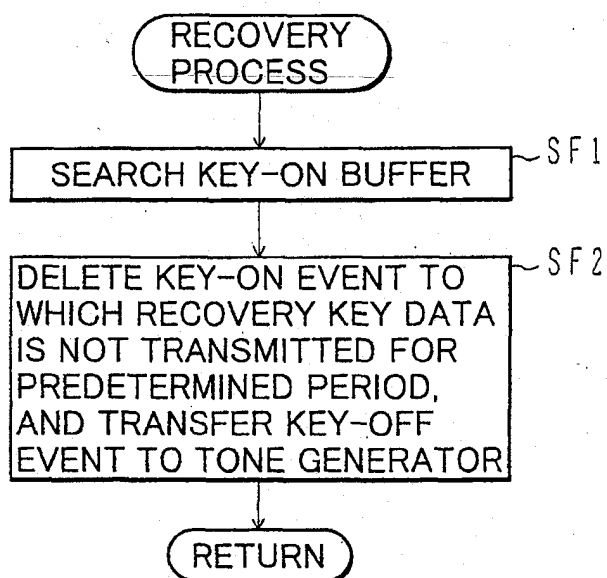 RECOVERY
PROCESS
SEARCH KEY-ON BUFFER
SF1
DELETE KEY-ON EVENT TO
WHICH RECOVERY KEY DATA
IS NOT TRANSMITTED FOR
PREDETERMINED PERIOD,
AND TRANSFER KEY-OFF
EVENT TO TONE GENERATOR
SF2
RETURN